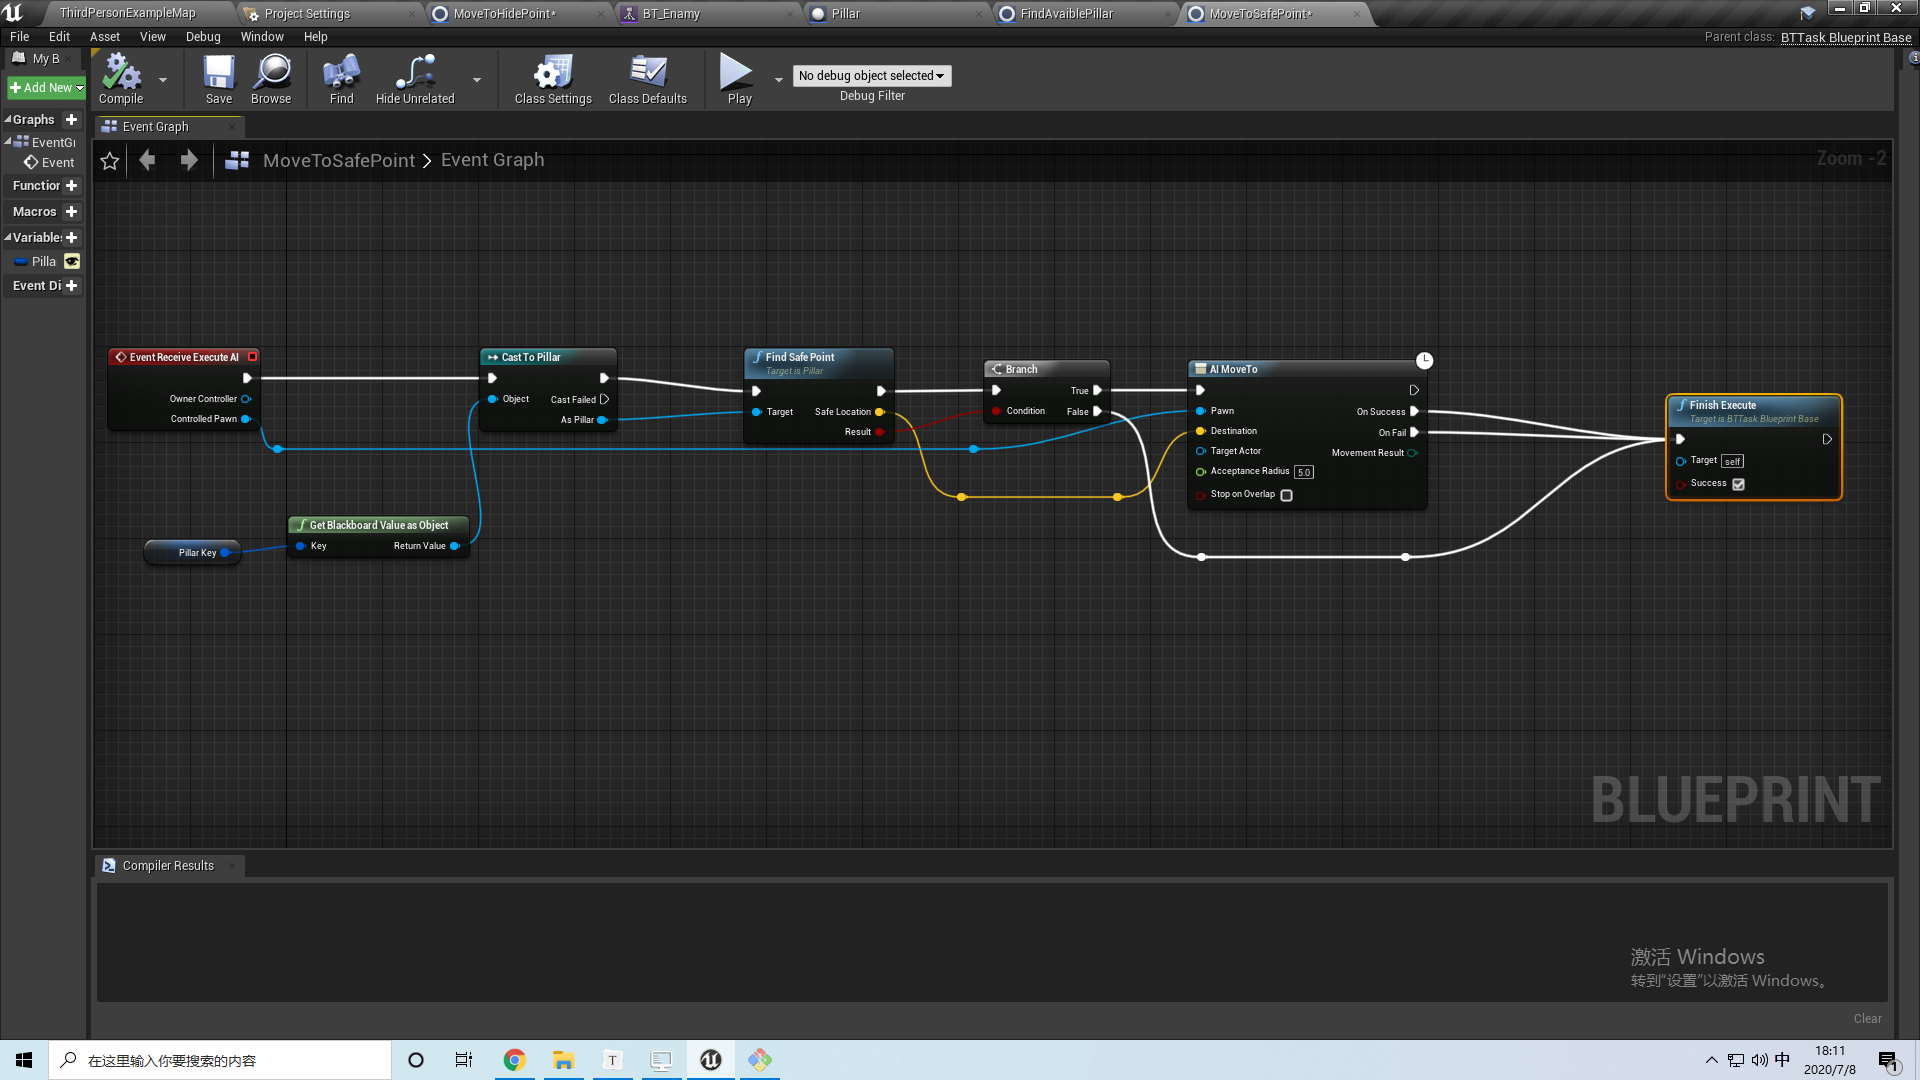 ThirdPersonExampleMap
Project Settings
MoveToHidePoint*
BT_Enamy
Pillar
FindAvaiblePillar
MoveToSafePoint*
File Edit Asset View Debug Window Help
Parent class: BTTask Blueprint Base
My B
Add New
Compile
Save
Browse
Find
Hide Unrelated
Class Settings
Class Defaults
Play
No debug object selected
Debug Filter
Graphs
EventGr
Event
Function
Macros
Variables
Pilla
Event Di
Event Graph
MoveToSafePoint > Event Graph
Zoom -2
Event Receive Execute AI
Owner Controller
Controlled Pawn
Cast To Pillar
Object
Cast Failed
As Pillar
Find Safe Point
Target is Pillar
Target
Safe Location
Result
Branch
True
Condition
False
AI MoveTo
Pawn
On Success
Destination
On Fail
Target Actor
Movement Result
Acceptance Radius 5.0
Stop on Overlap
Finish Execute
Target is BTTask Blueprint Base
Target self
Success
Get Blackboard Value as Object
Key
Return Value
Pillar Key
BLUEPRINT
Compiler Results
激活 Windows
转到"设置"以激活 Windows。
Clear
在这里输入你要搜索的内容
中
18:11
2020/7/8
1